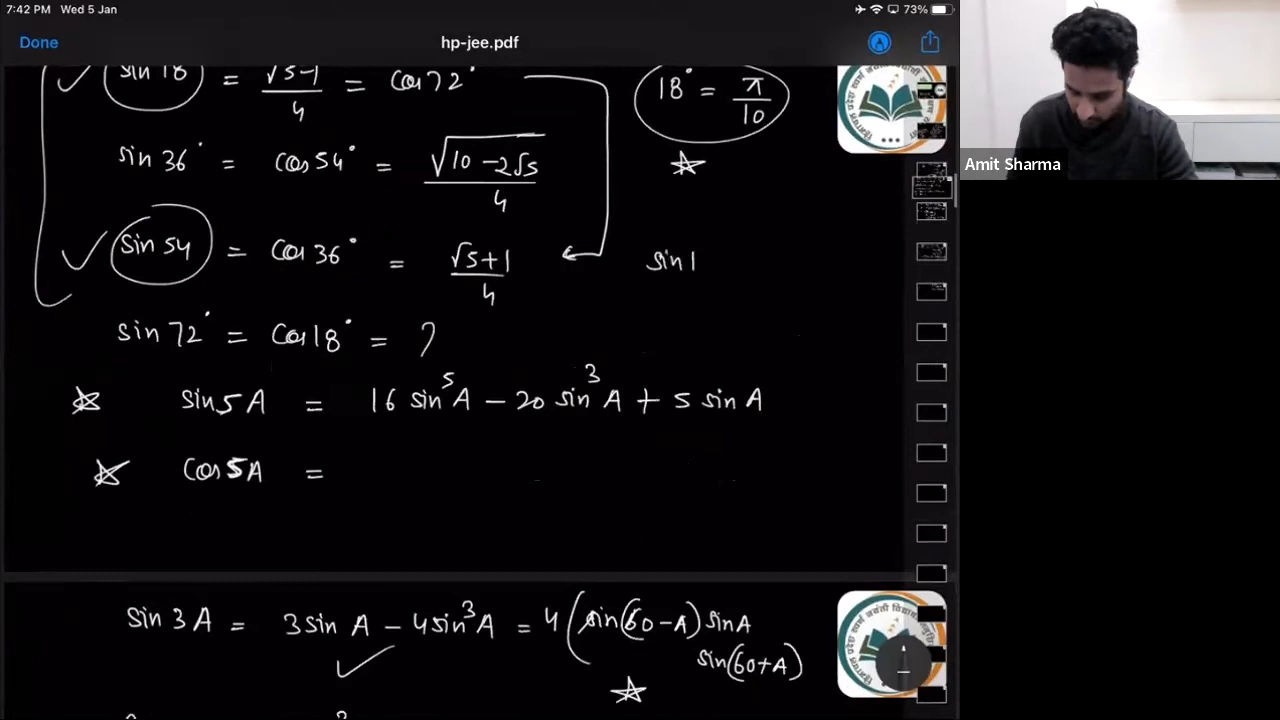 7:42 PM Wed 5 Jan 73%
Done hp-jee.pdf
sin 18 = √5-1/4 = cos 72° 18° = π/10
sin 36° = cos 54° = √10-2√5/4
sin 54 = cos 36° = √5+1/4 sin 1
sin 72° = cos 18° = ?
sin 5A = 16 sin⁵A - 20 sin³A + 5 sin A
cos 5A =
sin 3A = 3 sin A - 4 sin³A = 4 (sin(60-A) sin A
sin(60+A)
Amit Sharma